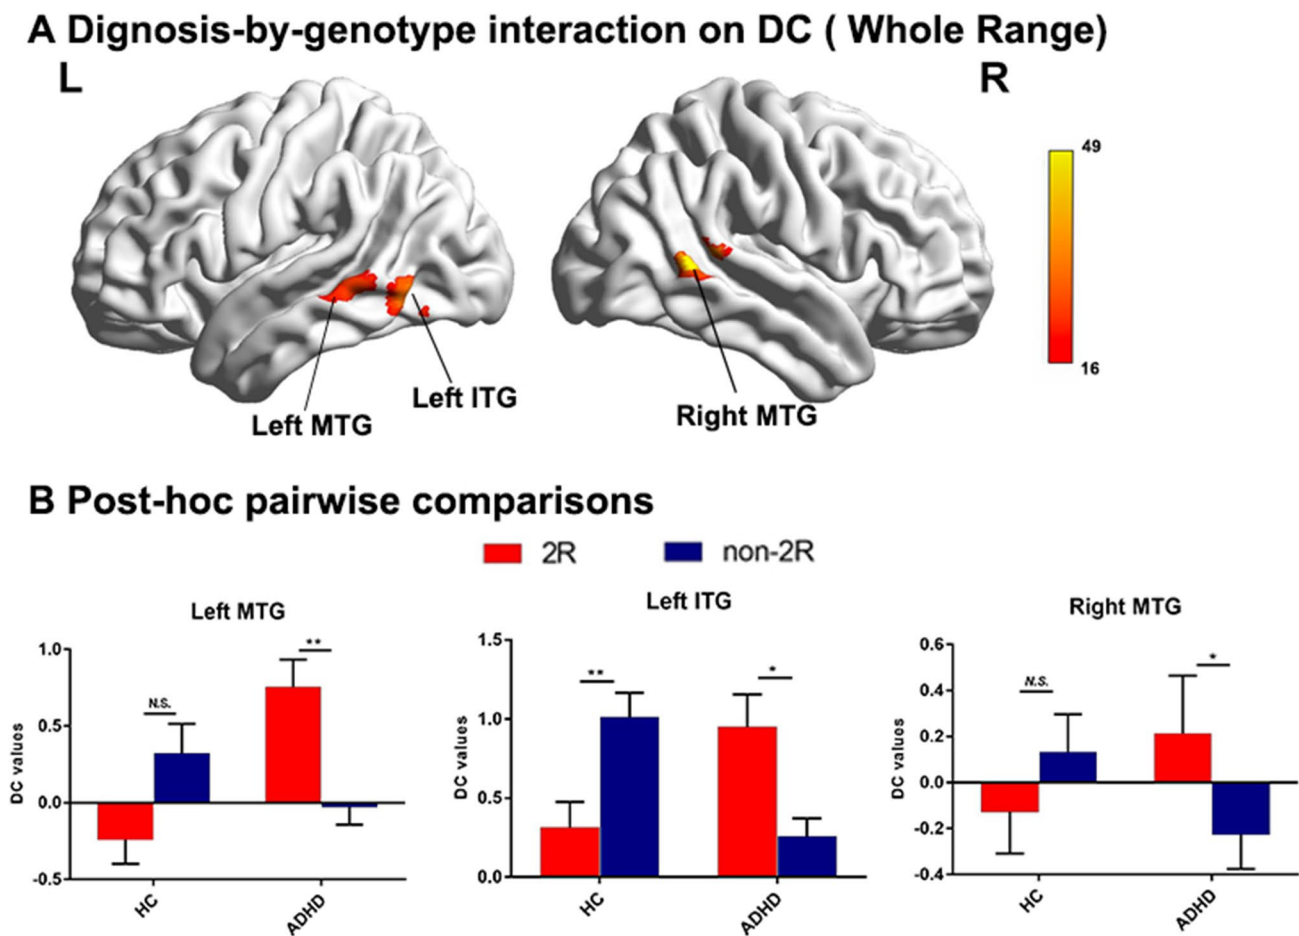 A Dignosis-by-genotype interaction on DC ( Whole Range)
L
R
49
16
Left MTG
Left ITG
Right MTG
B Post-hoc pairwise comparisons
2R
non-2R
Left MTG
DC values
1.0
0.5
0.0
-0.5
N.S.
**
HC
ADHD
Left ITG
DC values
1.5
1.0
0.5
0.0
**
*
HC
ADHD
Right MTG
DC values
0.6
0.4
0.2
0.0
-0.2
-0.4
N.S.
*
HC
ADHD